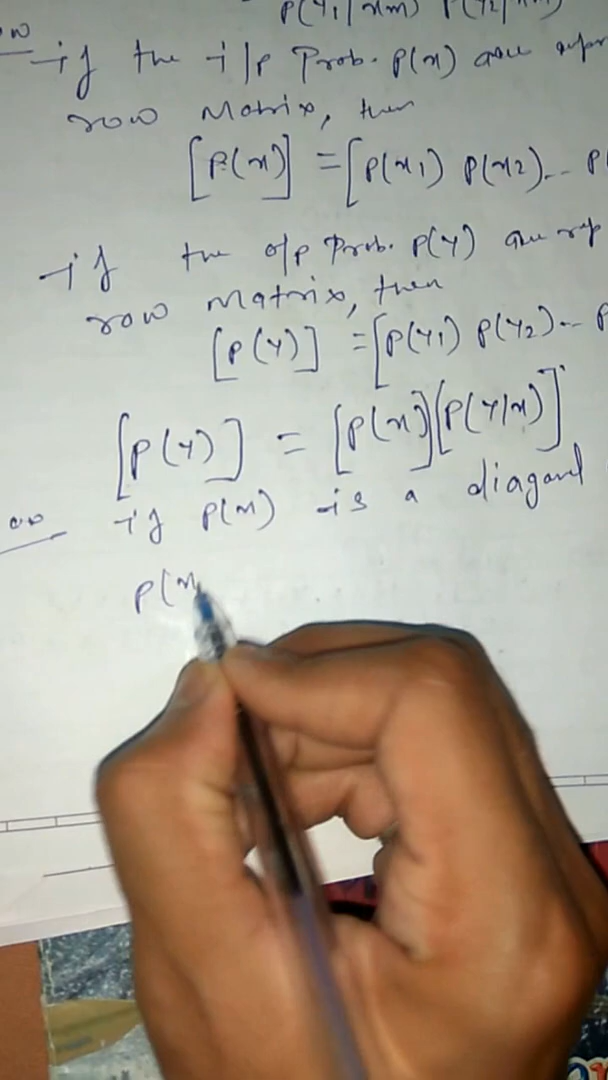 P(Y1/xm) P(Y2/xm)
if the i/p Prob. P(x) are
row Matrix, then
[P(x)] = [P(x1) P(x2)... P(
if the o/p Prob. P(Y) are rep
row Matrix, then
[P(Y)] = [P(Y1) P(Y2)... P
[P(Y)] = [P(x)][P(Y/x)]
if P(x) is a diagonal
P(x